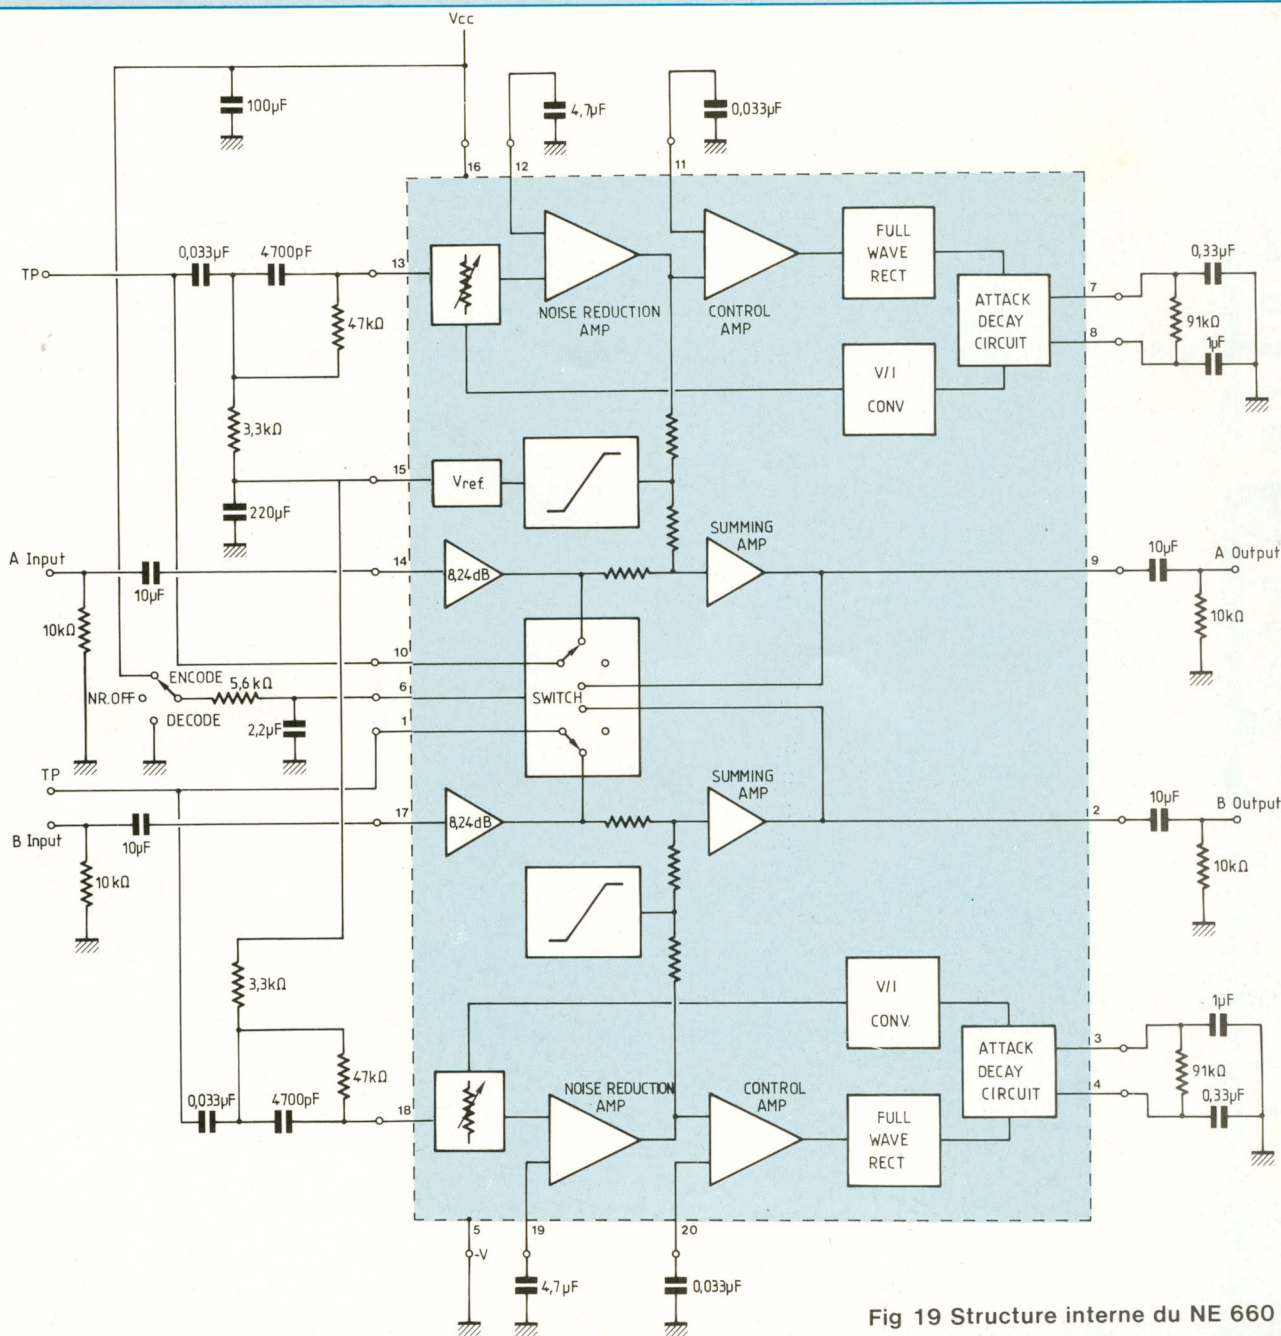 Vcc
100µF
4,7µF
0,033µF
16
12
11
0,033µF
4700pF
TP
13
47kΩ
NOISE REDUCTION
AMP
CONTROL
AMP
FULL
WAVE
RECT
ATTACK
DECAY
CIRCUIT
7
8
0,33µF
91kΩ
1µF
V/I
CONV
3,3kΩ
15
Vref.
220µF
SUMMING
AMP
A Input
10µF
14
8,24dB
9
10µF
A Output
10kΩ
10kΩ
10
ENCODE
NR.OFF
5,6kΩ
6
SWITCH
DECODE
2,2µF
1
TP
SUMMING
AMP
17
8,24dB
2
10µF
B Output
B Input
10µF
10kΩ
10kΩ
3,3kΩ
V/I
CONV.
1µF
3
ATTACK
DECAY
CIRCUIT
91kΩ
4
0,33µF
47kΩ
0,033µF
4700pF
18
NOISE REDUCTION
AMP
CONTROL
AMP
FULL
WAVE
RECT
5
19
20
-V
4,7µF
0,033µF
Fig 19 Structure interne du NE 660